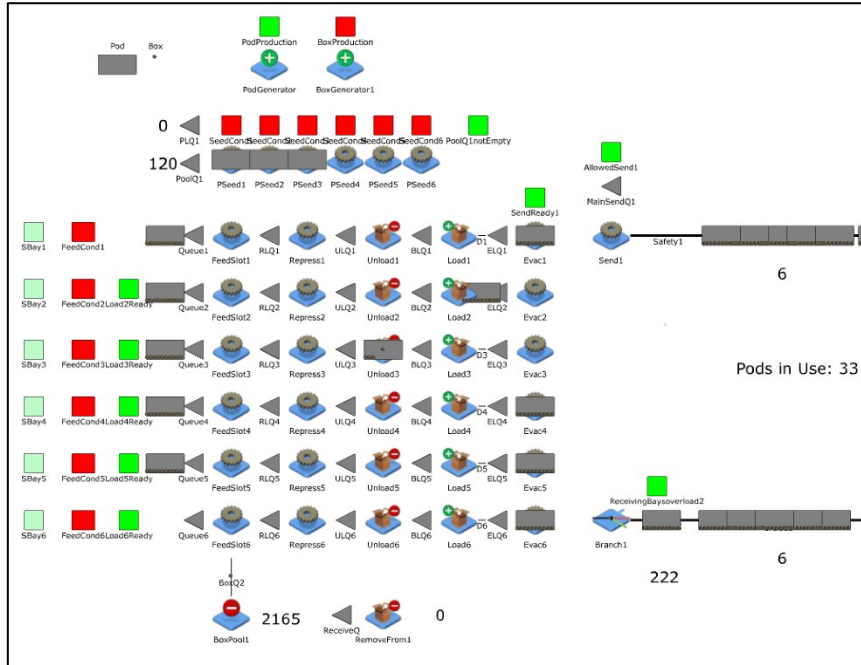 Pod Box PodProduction BoxProduction
PodGenerator BoxGenerator1
0 PLQ1 SeedCond SeedCond2 SeedCond SeedCond SeedCond5 SeedCond6 PoolQ1notEmpty
120 PoolQ1 PSeed1 PSeed2 PSeed3 PSeed4 PSeed5 PSeed6
AllowedSend1
MainSendQ1
SendReady1
SBay1 FeedCond1 Queue1 FeedSlot1 RLQ1 Repress1 ULQ1 Unload1 BLQ1 Load1 D1 ELQ1 Evac1 Send1 Safety1
6
SBay2 FeedCond2 Load2Ready Queue2 FeedSlot2 RLQ2 Repress2 ULQ2 Unload2 BLQ2 Load2 ELQ2 Evac2
SBay3 FeedCond3 Load3Ready Queue3 FeedSlot3 RLQ3 Repress3 ULQ3 Unload3 BLQ3 Load3 D3 ELQ3 Evac3
Pods in Use: 33
SBay4 FeedCond4 Load4Ready Queue4 FeedSlot4 RLQ4 Repress4 ULQ4 Unload4 BLQ4 Load4 D4 ELQ4 Evac4
SBay5 FeedCond5 Load5Ready Queue5 FeedSlot5 RLQ5 Repress5 ULQ5 Unload5 BLQ5 Load5 D5 ELQ5 Evac5
ReceivingBaysoverload2
SBay6 FeedCond6 Load6Ready Queue6 FeedSlot6 RLQ6 Repress6 ULQ6 Unload6 BLQ6 Load6 D6 ELQ6 Evac6 Branch1
6
222
BoxQ2
BoxPool1 2165 ReceiveQ RemoveFrom1 0